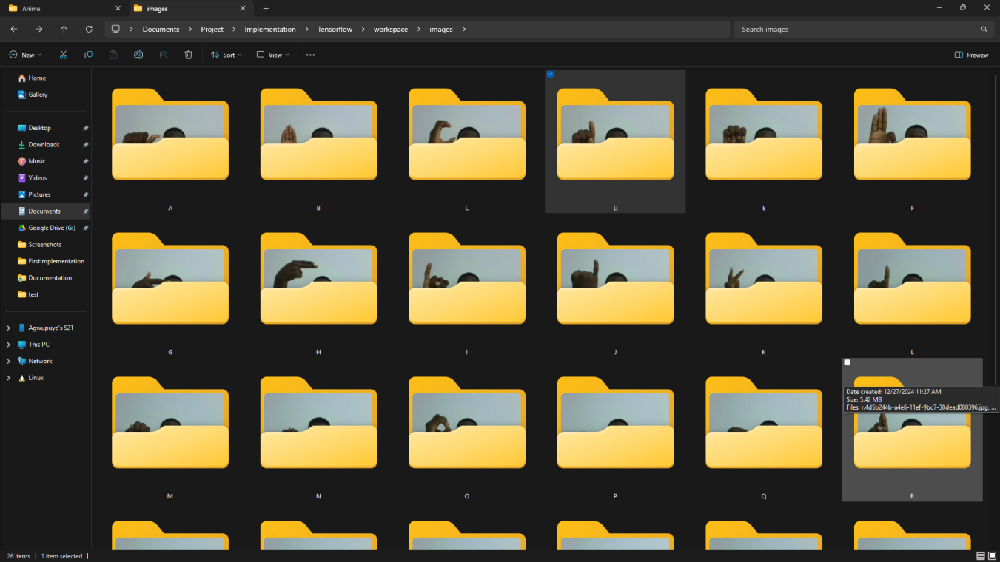 Anime
images
Documents
Project
Implementation
Tensorflow
workspace
images
Search images
New
Sort
View
Preview
Home
Gallery
Desktop
Downloads
Music
Videos
Pictures
Documents
Google Drive (G:)
Screenshots
FirstImplementation
Documentation
test
Agwupuye's S21
This PC
Network
Linux
A
B
C
D
E
F
G
H
I
J
K
L
Date created: 12/27/2024 11:27 AM
Size: 5.42 MB
Files: r.4d5b244b-a4e6-11ef-9bc7-38dead080396.jpg, ...
M
N
O
P
Q
R
26 items
1 item selected